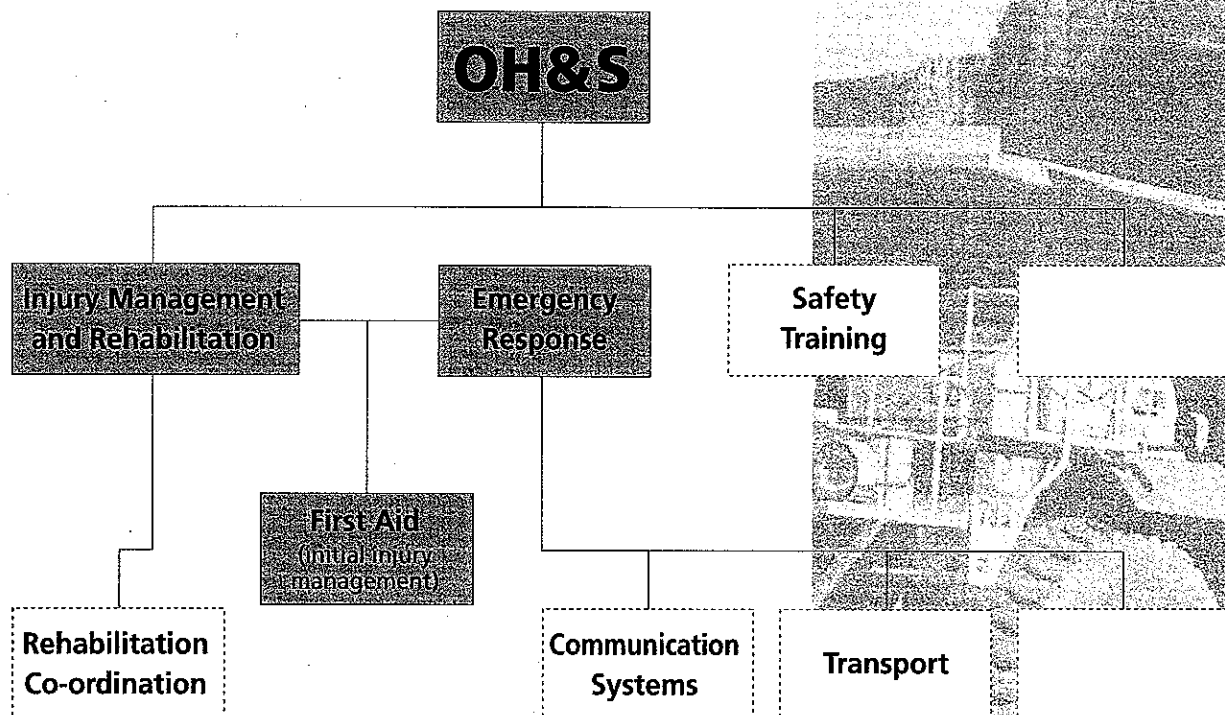 OH&S
Injury Management
and Rehabilitation
Emergency
Response
Safety
Training
First Aid
(initial injury
management)
Rehabilitation
Co-ordination
Communication
Systems
Transport